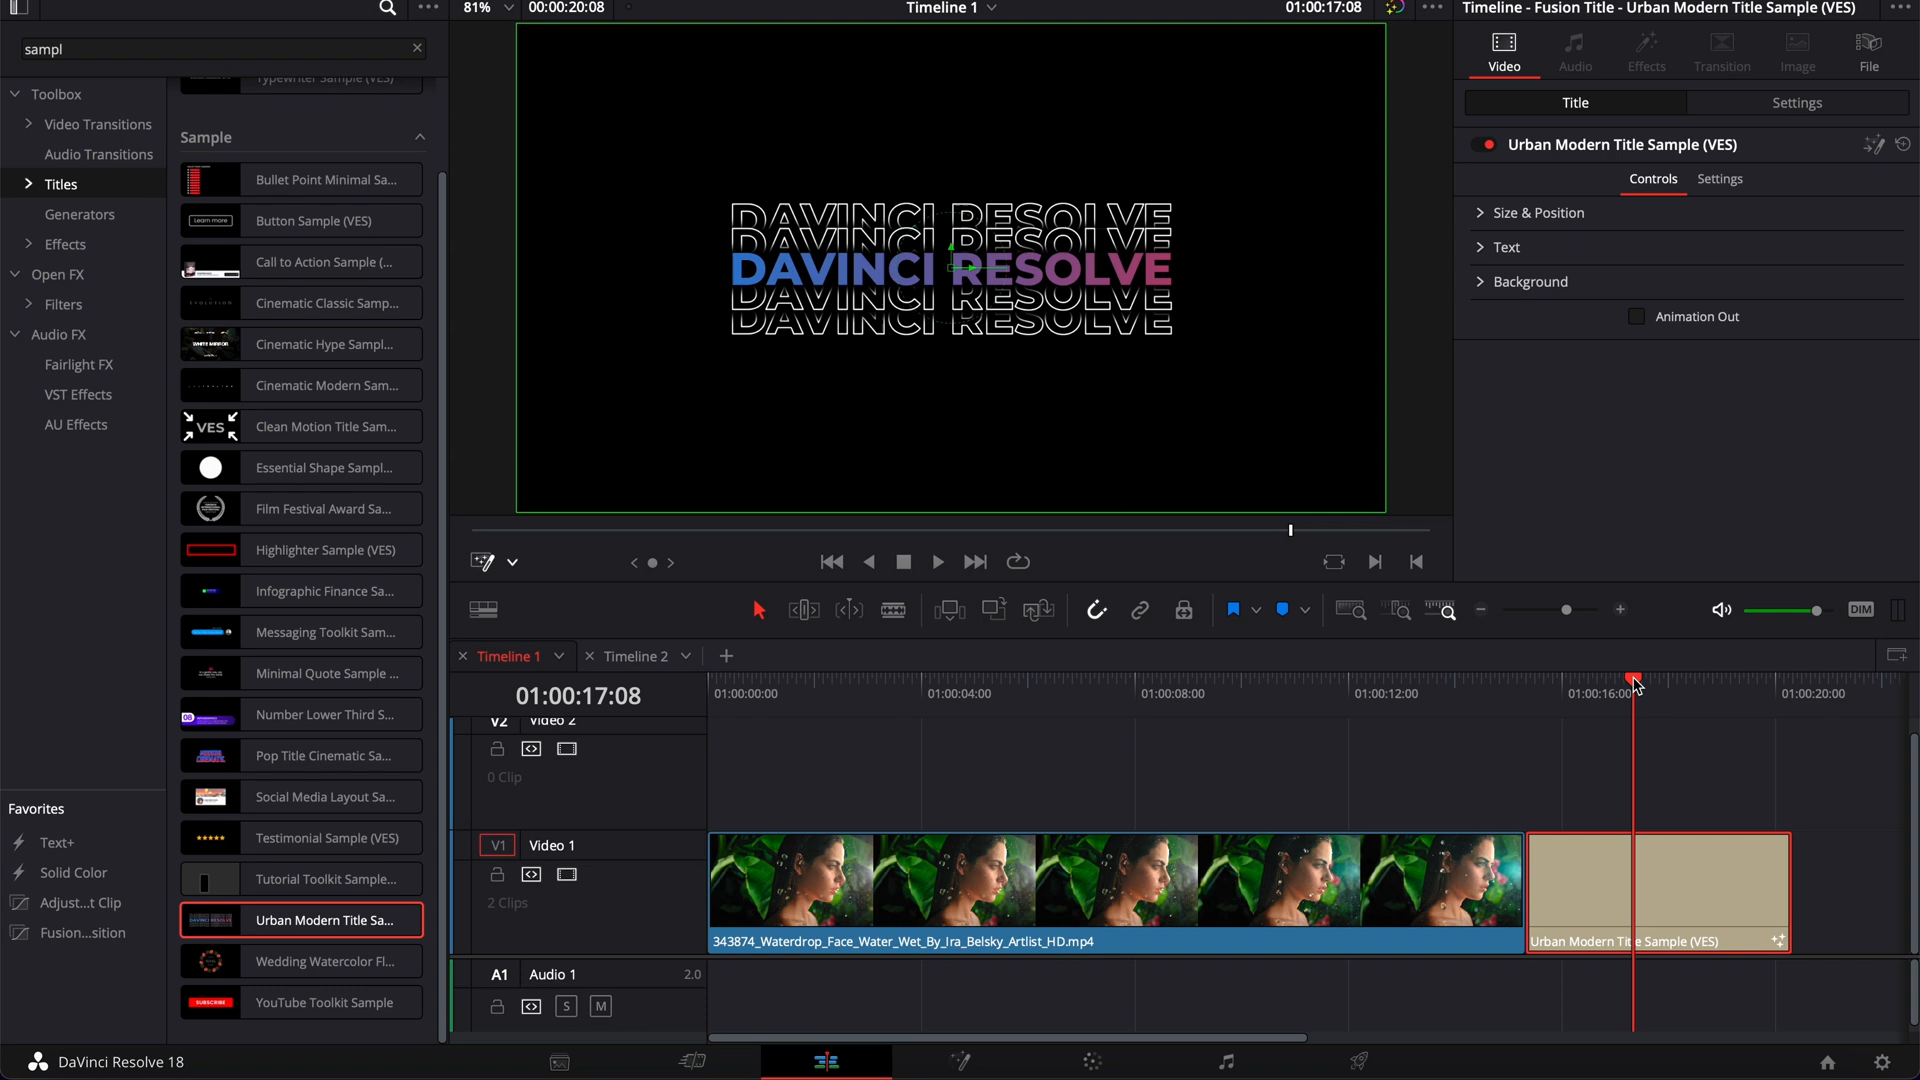 81%
00:00:20:08
Timeline 1
01:00:17:08
Timeline - Fusion Title - Urban Modern Title Sample (VES)
sampl
Video
Audio
Effects
Transition
Image
File
Title
Settings
Urban Modern Title Sample (VES)
Controls
Settings
Size & Position
Text
Background
Animation Out
Toolbox
Video Transitions
Audio Transitions
Titles
Generators
Effects
Open FX
Filters
Audio FX
Fairlight FX
VST Effects
AU Effects
Favorites
Text+
Solid Color
Adjust...t Clip
Fusion...sition
Typewriter Sample (VES)
Sample
Bullet Point Minimal Sa...
Learn more
Button Sample (VES)
Call to Action Sample (...
EVOLUTION
Cinematic Classic Samp...
WHITE MIRROR
Cinematic Hype Sampl...
Cinematic Modern Sam...
VES
Clean Motion Title Sam...
Essential Shape Sampl...
Film Festival Award Sa...
Highlighter Sample (VES)
Infographic Finance Sa...
Messaging Toolkit Sam...
Minimal Quote Sample ...
08
Number Lower Third S...
Pop Title Cinematic Sa...
Social Media Layout Sa...
Testimonial Sample (VES)
Tutorial Toolkit Sample...
Urban Modern Title Sa...
Wedding Watercolor Fl...
SUBSCRIBE
YouTube Toolkit Sample
DAVINCI RESOLVE
DAVINCI RESOLVE
DAVINCI RESOLVE
DAVINCI RESOLVE
DAVINCI RESOLVE
DIM
Timeline 1
Timeline 2
01:00:17:08
01:00:00:00
01:00:04:00
01:00:08:00
01:00:12:00
01:00:16:00
01:00:20:00
V2
Video 2
0 Clip
V1
Video 1
2 Clips
343874_Waterdrop_Face_Water_Wet_By_Ira_Belsky_Artlist_HD.mp4
Urban Modern Title Sample (VES)
A1
Audio 1
2.0
S
M
DaVinci Resolve 18